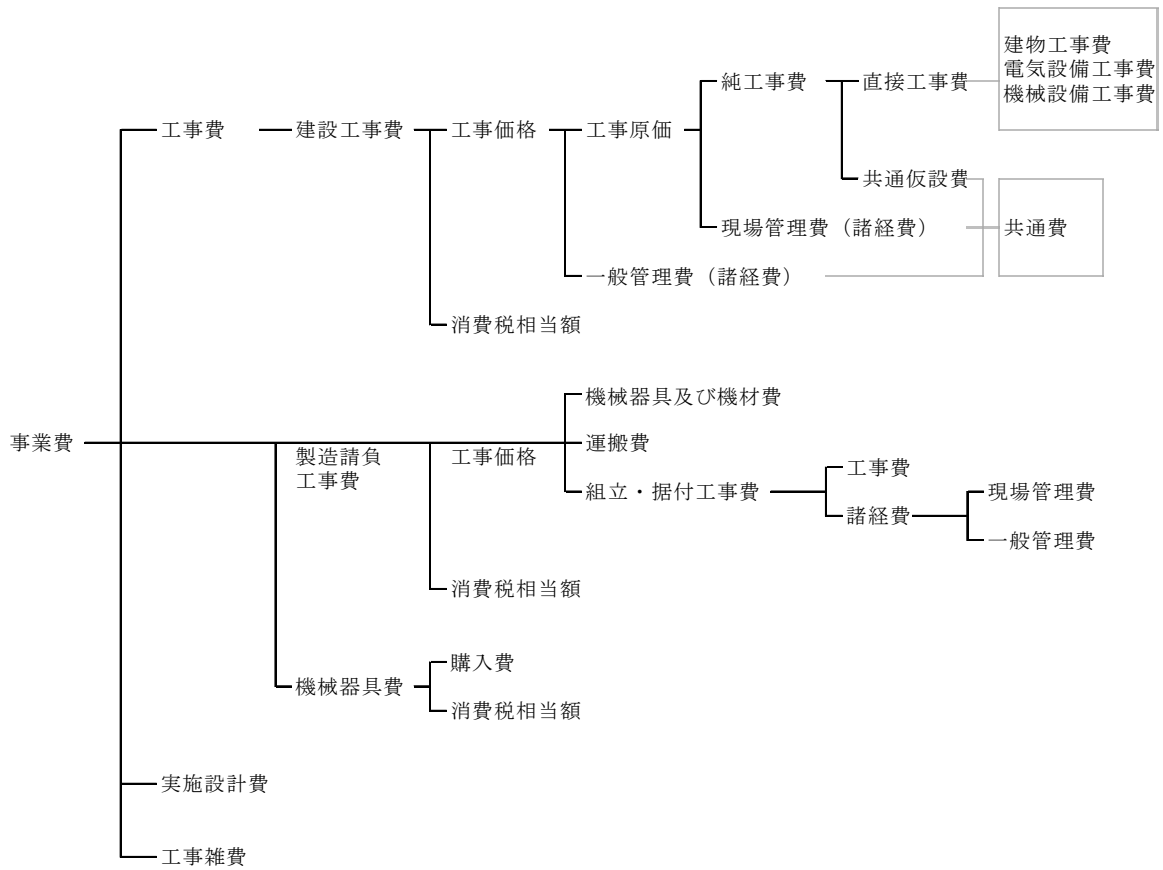 建物工事費
電気設備工事費
機械設備工事費
純工事費
直接工事費
工事費
建設工事費
工事価格
工事原価
共通仮設費
現場管理費（諸経費）
共通費
一般管理費（諸経費）
消費税相当額
機械器具及び機材費
事業費
運搬費
製造請負
工事費
工事価格
工事費
組立・据付工事費
現場管理費
諸経費
一般管理費
消費税相当額
購入費
機械器具費
消費税相当額
実施設計費
工事雑費